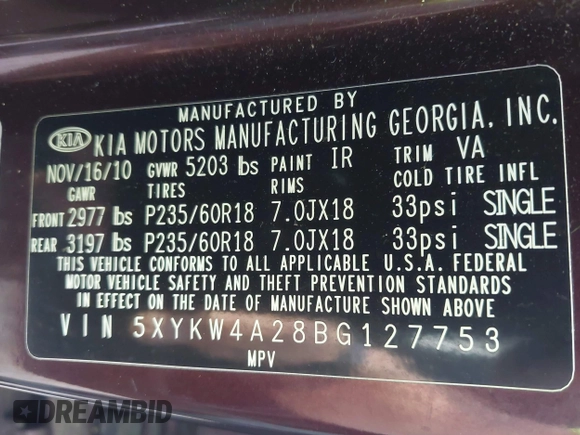 MANUFACTURED BY
KIA KIA MOTORS MANUFACTURING GEORGIA, INC.
NOV/16/10 GVWR 5203 lbs PAINT IR TRIM VA
GAWR TIRES RIMS COLD TIRE INFL
FRONT 2977 lbs P235/60R18 7.0JX18 33psi SINGLE
REAR 3197 lbs P235/60R18 7.0JX18 33psi SINGLE
THIS VEHICLE CONFORMS TO ALL APPLICABLE U.S.A. FEDERAL
MOTOR VEHICLE SAFETY AND THEFT PREVENTION STANDARDS
IN EFFECT ON THE DATE OF MANUFACTURE SHOWN ABOVE
VIN 5XYKW4A28BG127753
MPV
DREAMBID